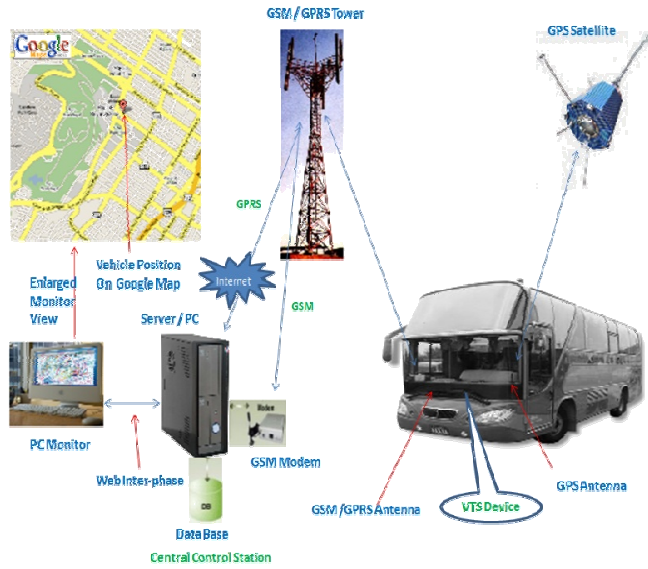 GSM / GPRS Tower
GPS Satellite
Google
GPRS
Vehicle Position
On Google Map
Enlarged
Monitor
View
Internet
GSM
Server / PC
Modem
PC Monitor
GSM Modem
Web Inter-phase
GPS Antenna
DB
GSM /GPRS Antenna
VTS Device
Data Base
Central Control Station